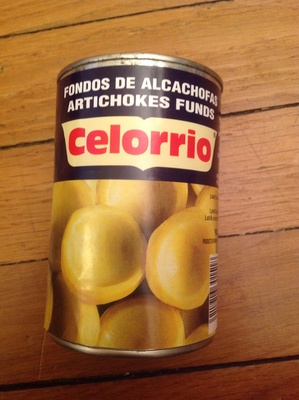 FONDOS DE ALCACHOFAS
ARTICHOKES FUNDS
Celorrio